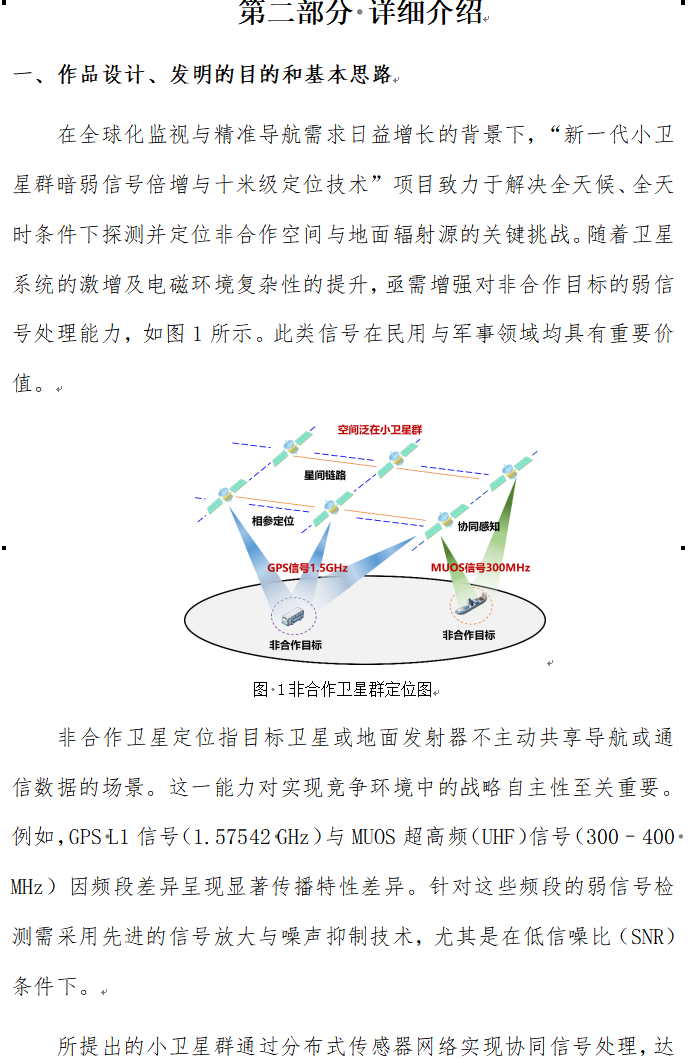 第二部分·详细介绍
一、作品设计、发明的目的和基本思路
在全球化监视与精准导航需求日益增长的背景下，“新一代小卫
星群暗弱信号倍增与十米级定位技术”项目致力于解决全天候、全天
时条件下探测并定位非合作空间与地面辐射源的关键挑战。随着卫星
系统的激增及电磁环境复杂性的提升，亟需增强对非合作目标的弱信
号处理能力，如图 1 所示。此类信号在民用与军事领域均具有重要价
值。
空间泛在小卫星群
星间链路
相参定位
协同感知
GPS信号1.5GHz
MUOS信号300MHz
非合作目标
非合作目标
图·1 非合作卫星群定位图
非合作卫星定位指目标卫星或地面发射器不主动共享导航或通
信数据的场景。这一能力对实现竞争环境中的战略自主性至关重要。
例如，GPS·L1 信号（1.57542·GHz）与 MUOS 超高频（UHF）信号（300–400·
MHz）因频段差异呈现显著传播特性差异。针对这些频段的弱信号检
测需采用先进的信号放大与噪声抑制技术，尤其是在低信噪比（SNR）
条件下。
所提出的小卫星群通过分布式传感器网络实现协同信号处理，达